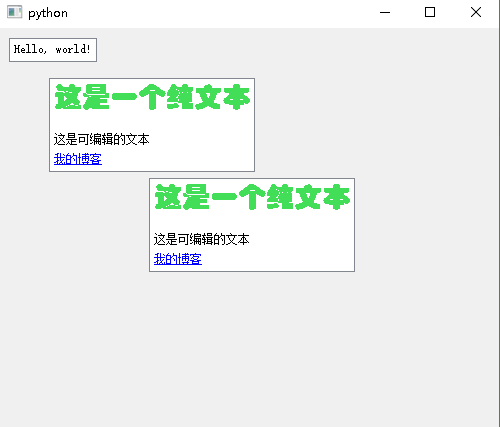 python
Hello, world!
这是一个纯文本
这是可编辑的文本
我的博客
这是一个纯文本
这是可编辑的文本
我的博客